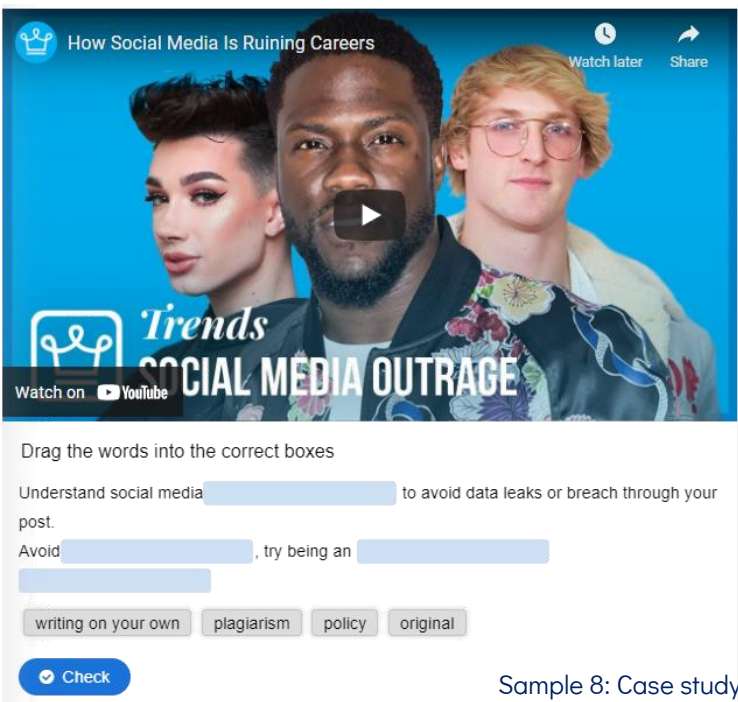 How Social Media Is Ruining Careers
Watch later
Share
Trends
SOCIAL MEDIA OUTRAGE
Watch on YouTube
Drag the words into the correct boxes
Understand social media to avoid data leaks or breach through your
post.
Avoid , try being an
writing on your own plagiarism policy original
Check
Sample 8: Case study